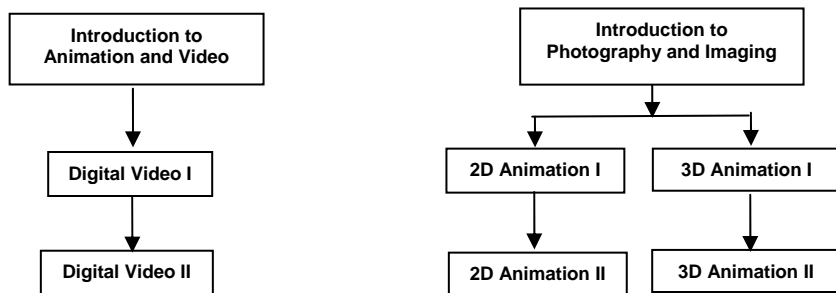 Introduction to
Animation and Video
Digital Video I
Digital Video II
Introduction to
Photography and Imaging
2D Animation I
3D Animation I
2D Animation II
3D Animation II